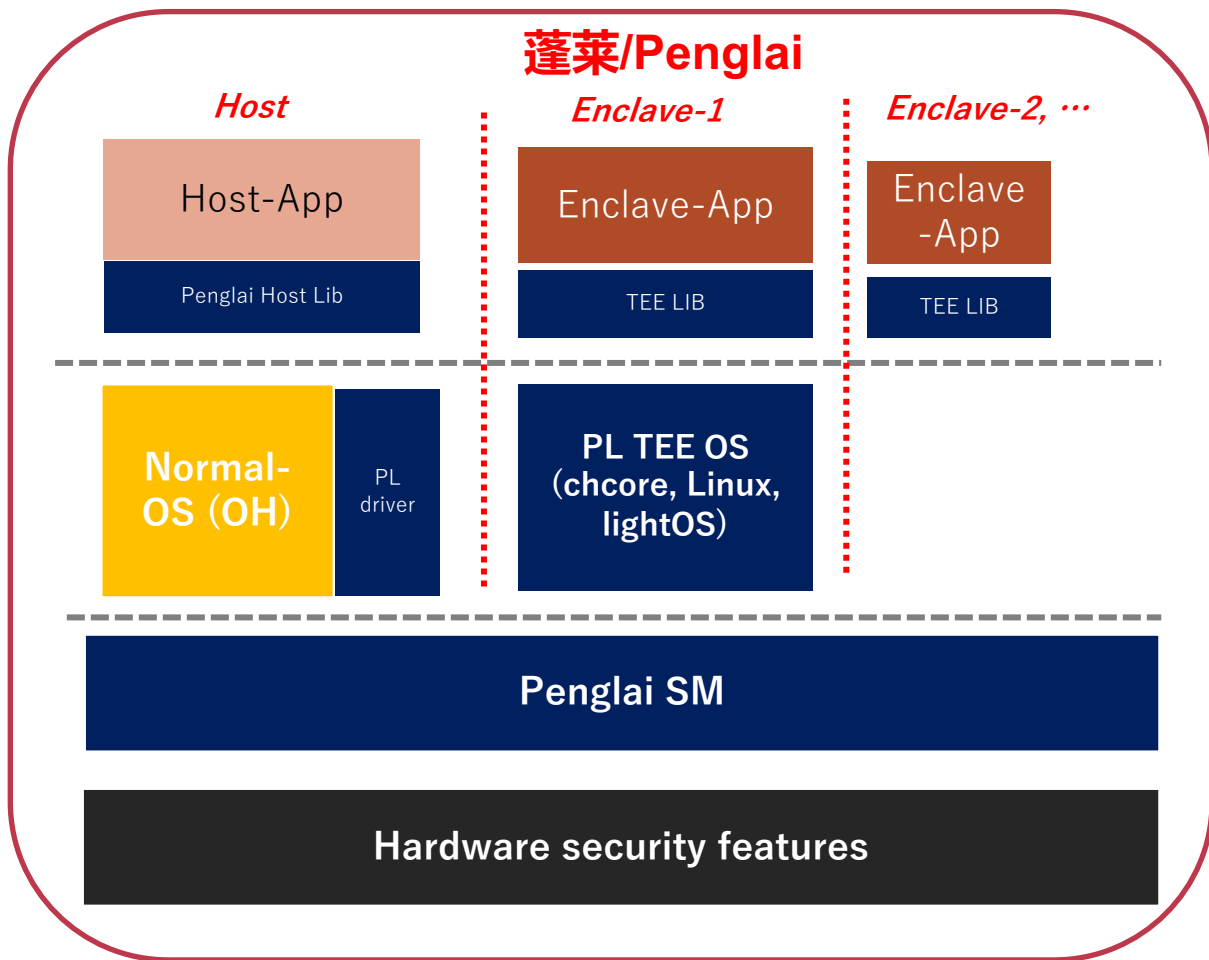 蓬莱/Penglai
Host
Enclave-1
Enclave-2, …
Host-App
Enclave-App
Enclave
-App
Penglai Host Lib
TEE LIB
TEE LIB
Normal-
OS (OH)
PL
driver
PL TEE OS
(chcore, Linux,
lightOS)
Penglai SM
Hardware security features